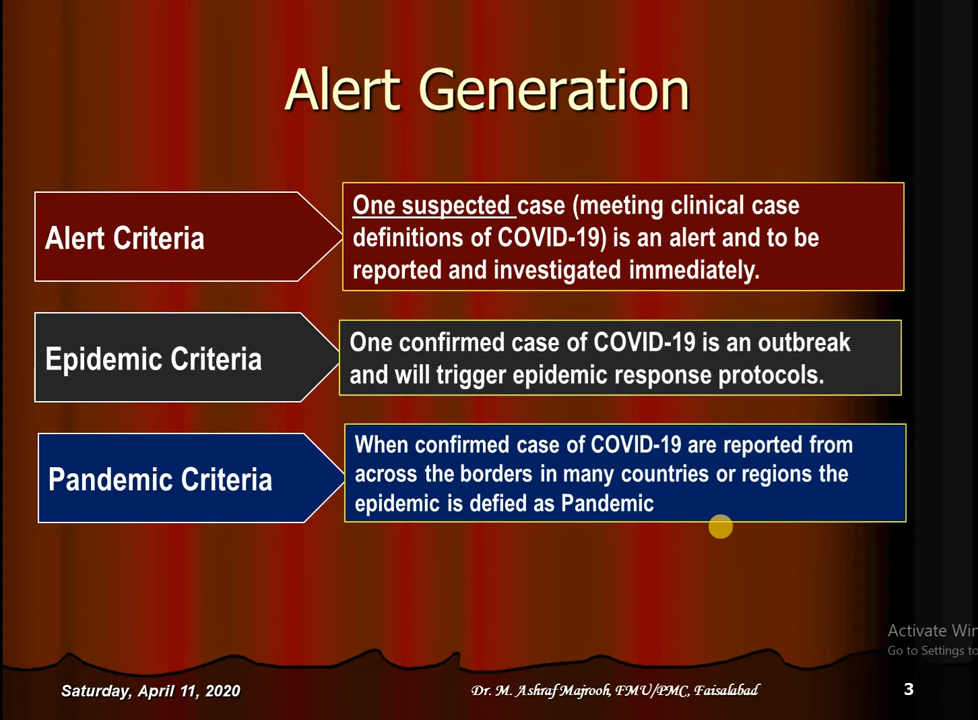 Alert Generation
Alert Criteria
One suspected case (meeting clinical case
definitions of COVID-19) is an alert and to be
reported and investigated immediately.
Epidemic Criteria
One confirmed case of COVID-19 is an outbreak
and will trigger epidemic response protocols.
Pandemic Criteria
When confirmed case of COVID-19 are reported from
across the borders in many countries or regions the
epidemic is defied as Pandemic
Activate Win
Go to Settings to
Saturday, April 11, 2020
Dr. M. Ashraf Majrooh, FMU/PMC, Faisalabad
3